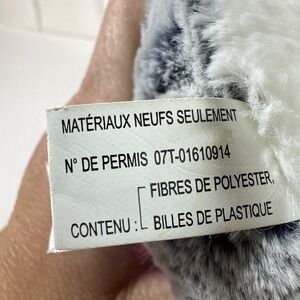 MATÉRIAUX NEUFS SEULEMENT
N° DE PERMIS 07T-01610914
FIBRES DE POLYESTER,
CONTENU : BILLES DE PLASTIQUE